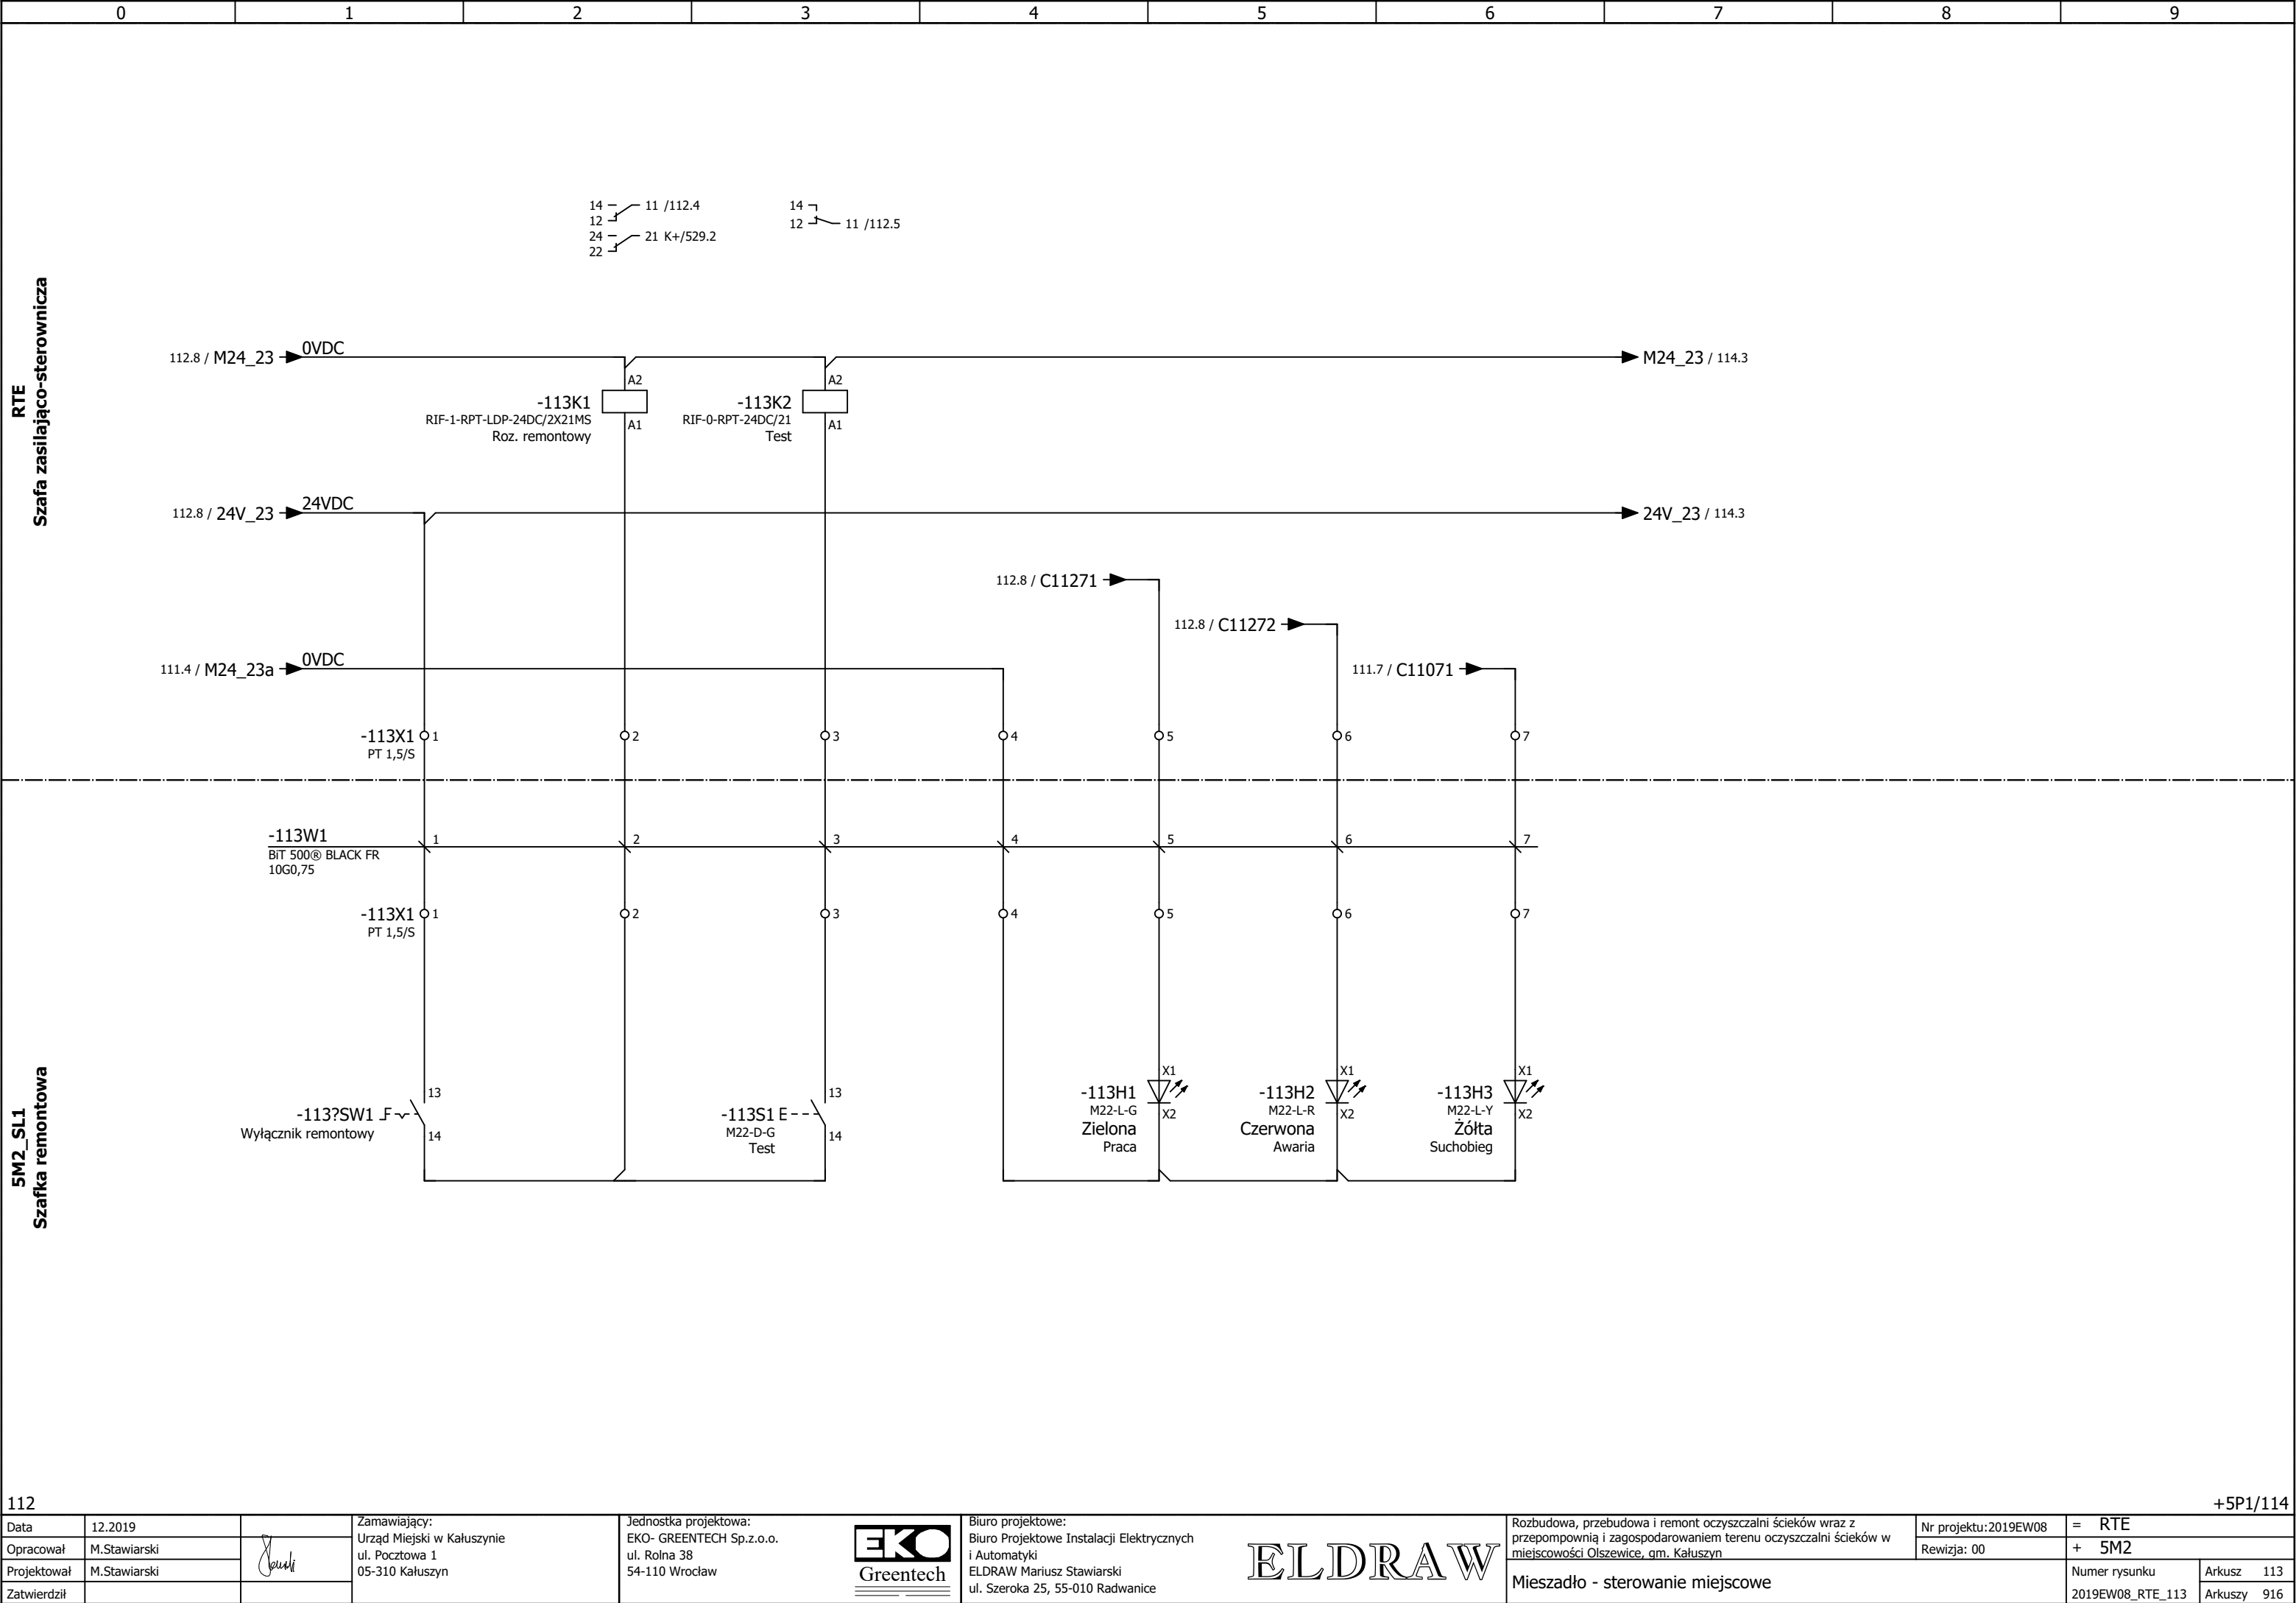 0 1 2 3 4 5 6 7 8 9
RTE
Szafa zasilająco-sterownicza
14 11 /112.4
12
24 21 K+/529.2
22
14
12 11 /112.5
112.8 / M24_23 0VDC
M24_23 / 114.3
A2
-113K1
RIF-1-RPT-LDP-24DC/2X21MS
Roz. remontowy
A1
A2
-113K2
RIF-0-RPT-24DC/21
Test
A1
112.8 / 24V_23 24VDC
24V_23 / 114.3
112.8 / C11271
112.8 / C11272
111.4 / M24_23a 0VDC
111.7 / C11071
-113X1 1 2 3 4 5 6 7
PT 1,5/S
-113W1 1 2 3 4 5 6 7
BiT 500® BLACK FR
10G0,75
-113X1 1 2 3 4 5 6 7
PT 1,5/S
5M2_SL1
Szafka remontowa
13
-113?SW1
Wyłącznik remontowy
14
13
-113S1
M22-D-G
Test
14
X1
-113H1
M22-L-G
X2
Zielona
Praca
X1
-113H2
M22-L-R
X2
Czerwona
Awaria
X1
-113H3
M22-L-Y
X2
Żółta
Suchobieg
112
+5P1/114
Data 12.2019
Opracował M.Stawiarski
Projektował M.Stawiarski
Zatwierdził
Zamawiający:
Urząd Miejski w Kałuszynie
ul. Pocztowa 1
05-310 Kałuszyn
Jednostka projektowa:
EKO- GREENTECH Sp.z.o.o.
ul. Rolna 38
54-110 Wrocław
EKO
Greentech
Biuro projektowe:
Biuro Projektowe Instalacji Elektrycznych
i Automatyki
ELDRAW Mariusz Stawiarski
ul. Szeroka 25, 55-010 Radwanice
ELDRAW
Rozbudowa, przebudowa i remont oczyszczalni ścieków wraz z
przepompownią i zagospodarowaniem terenu oczyszczalni ścieków w
miejscowości Olszewice, gm. Kałuszyn
Mieszadło - sterowanie miejscowe
Nr projektu:2019EW08
Rewizja: 00
= RTE
+ 5M2
Numer rysunku
2019EW08_RTE_113
Arkusz 113
Arkuszy 916